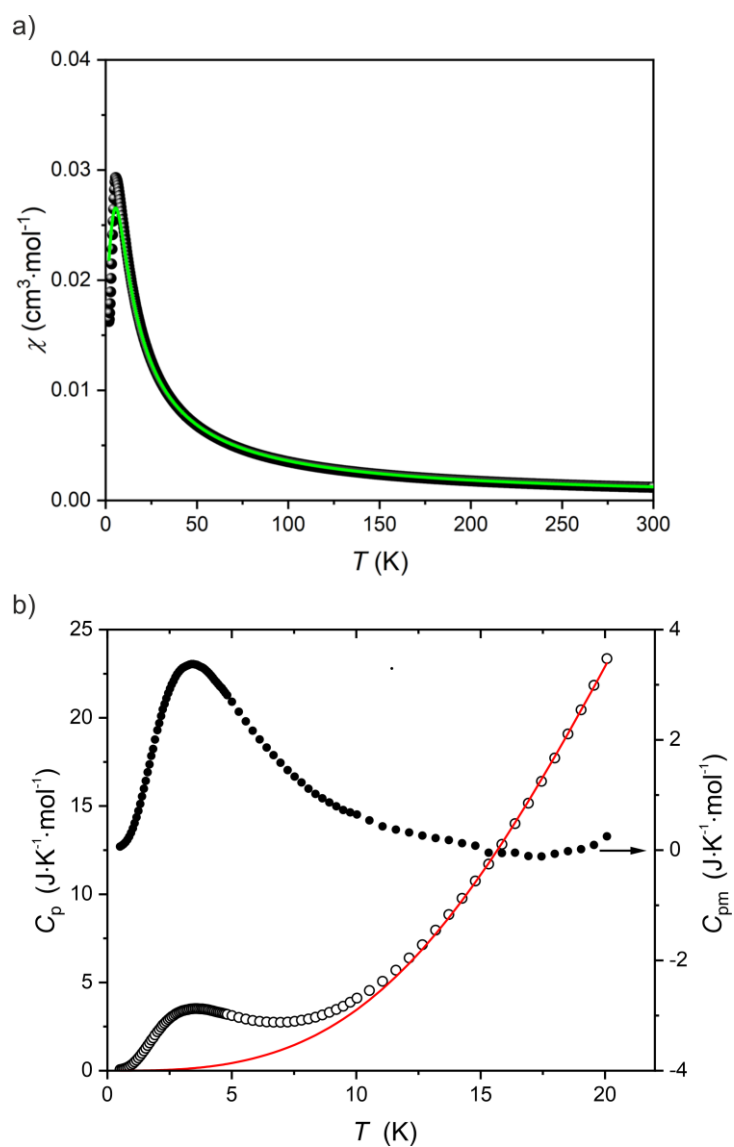 a)
0.04
0.03
0.02
0.01
0.00
χ (cm³·mol⁻¹)
0 50 100 150 200 250 300
T (K)
b)
25
20
15
10
5
0
Cₚ (J·K⁻¹·mol⁻¹)
4
2
0
-2
-4
Cₚₘ (J·K⁻¹·mol⁻¹)
0 5 10 15 20
T (K)